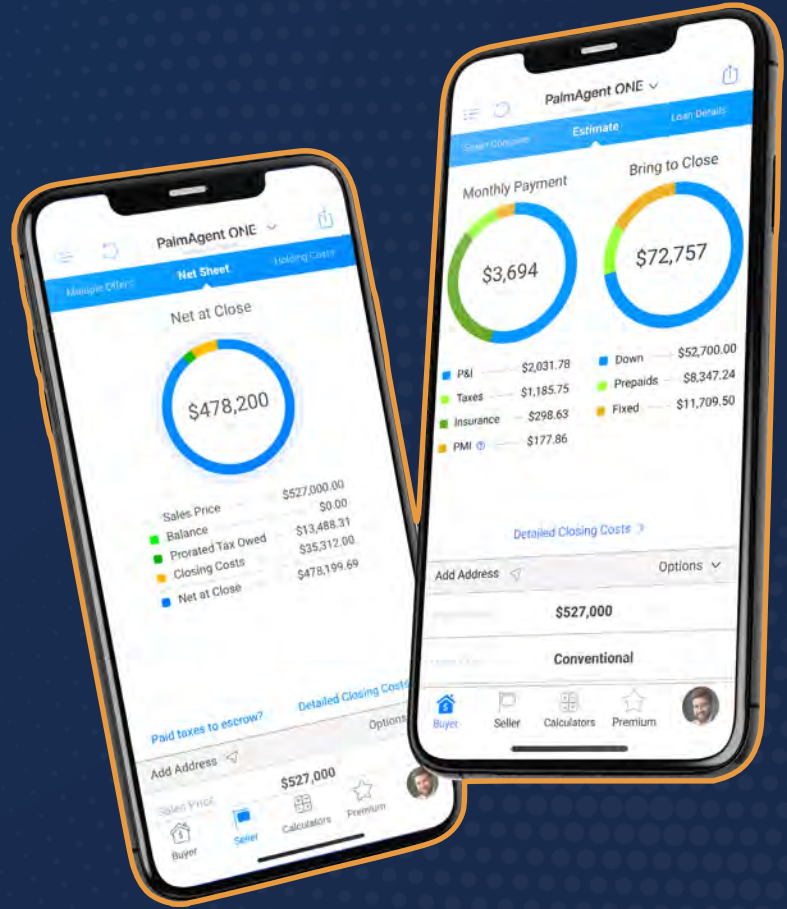 PalmAgent ONE
Multiple Offers Net Sheet Holding Costs
Net at Close
$478,200
Sales Price $527,000.00
Balance $0.00
Prorated Tax Owed $13,488.31
Closing Costs $35,312.00
Net at Close $478,199.69
Paid taxes to escrow? Detailed Closing Costs
Add Address Options
Sales Price $527,000
Buyer Seller Calculators Premium
PalmAgent ONE
Smart Compare Estimate Loan Details
Monthly Payment Bring to Close
$3,694 $72,757
P&I $2,031.78 Down $52,700.00
Taxes $1,185.75 Prepaids $8,347.24
Insurance $298.63 Fixed $11,709.50
PMI $177.86
Detailed Closing Costs >
Add Address Options
$527,000
Conventional
Buyer Seller Calculators Premium